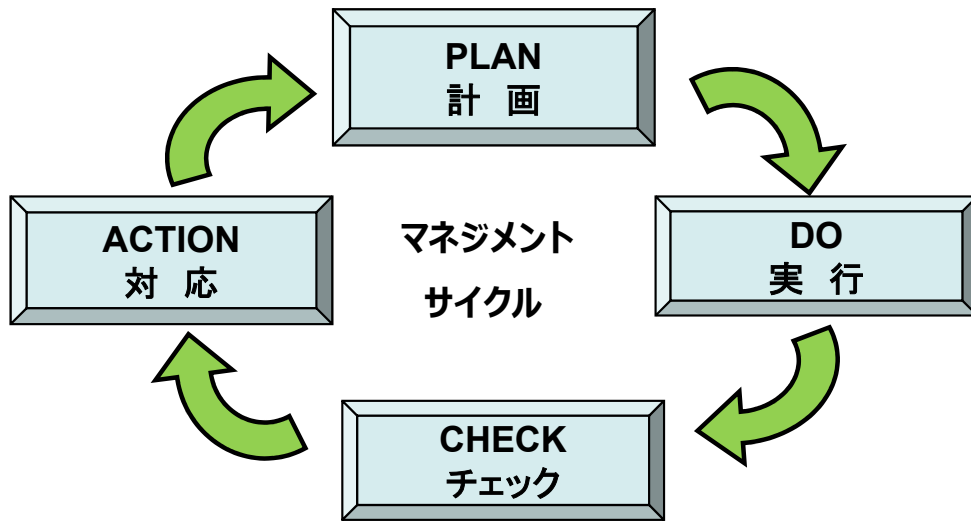 PLAN
計 画
ACTION
対 応
マネジメント
サイクル
DO
実 行
CHECK
チェック